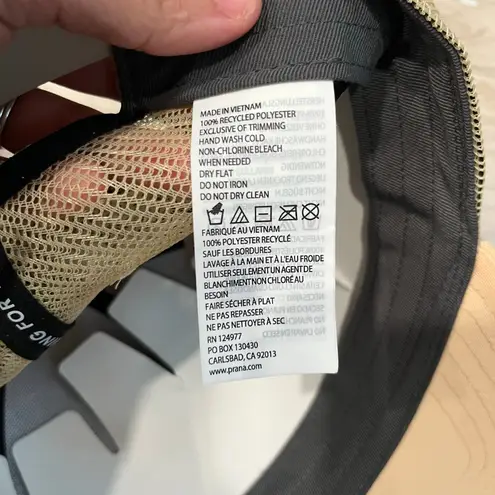 MADE IN VIETNAM
100% RECYCLED POLYESTER
EXCLUSIVE OF TRIMMING
HAND WASH COLD
NON-CHLORINE BLEACH
WHEN NEEDED
DRY FLAT
DO NOT IRON
DO NOT DRY CLEAN
FABRIQUÉ AU VIETNAM
100% POLYESTER RECYCLÉ
SAUF LES BORDURES
LAVAGE À LA MAIN ET À L'EAU FROIDE
UTILISER SEULEMENT UN AGENT DE
BLANCHIMENT NON CHLORÉ AU
BESOIN
FAIRE SÉCHER À PLAT
NE PAS REPASSER
NE PAS NETTOYER À SEC
RN 124977
PO BOX 130430
CARLSBAD, CA 92013
www.prana.com
ING FOR